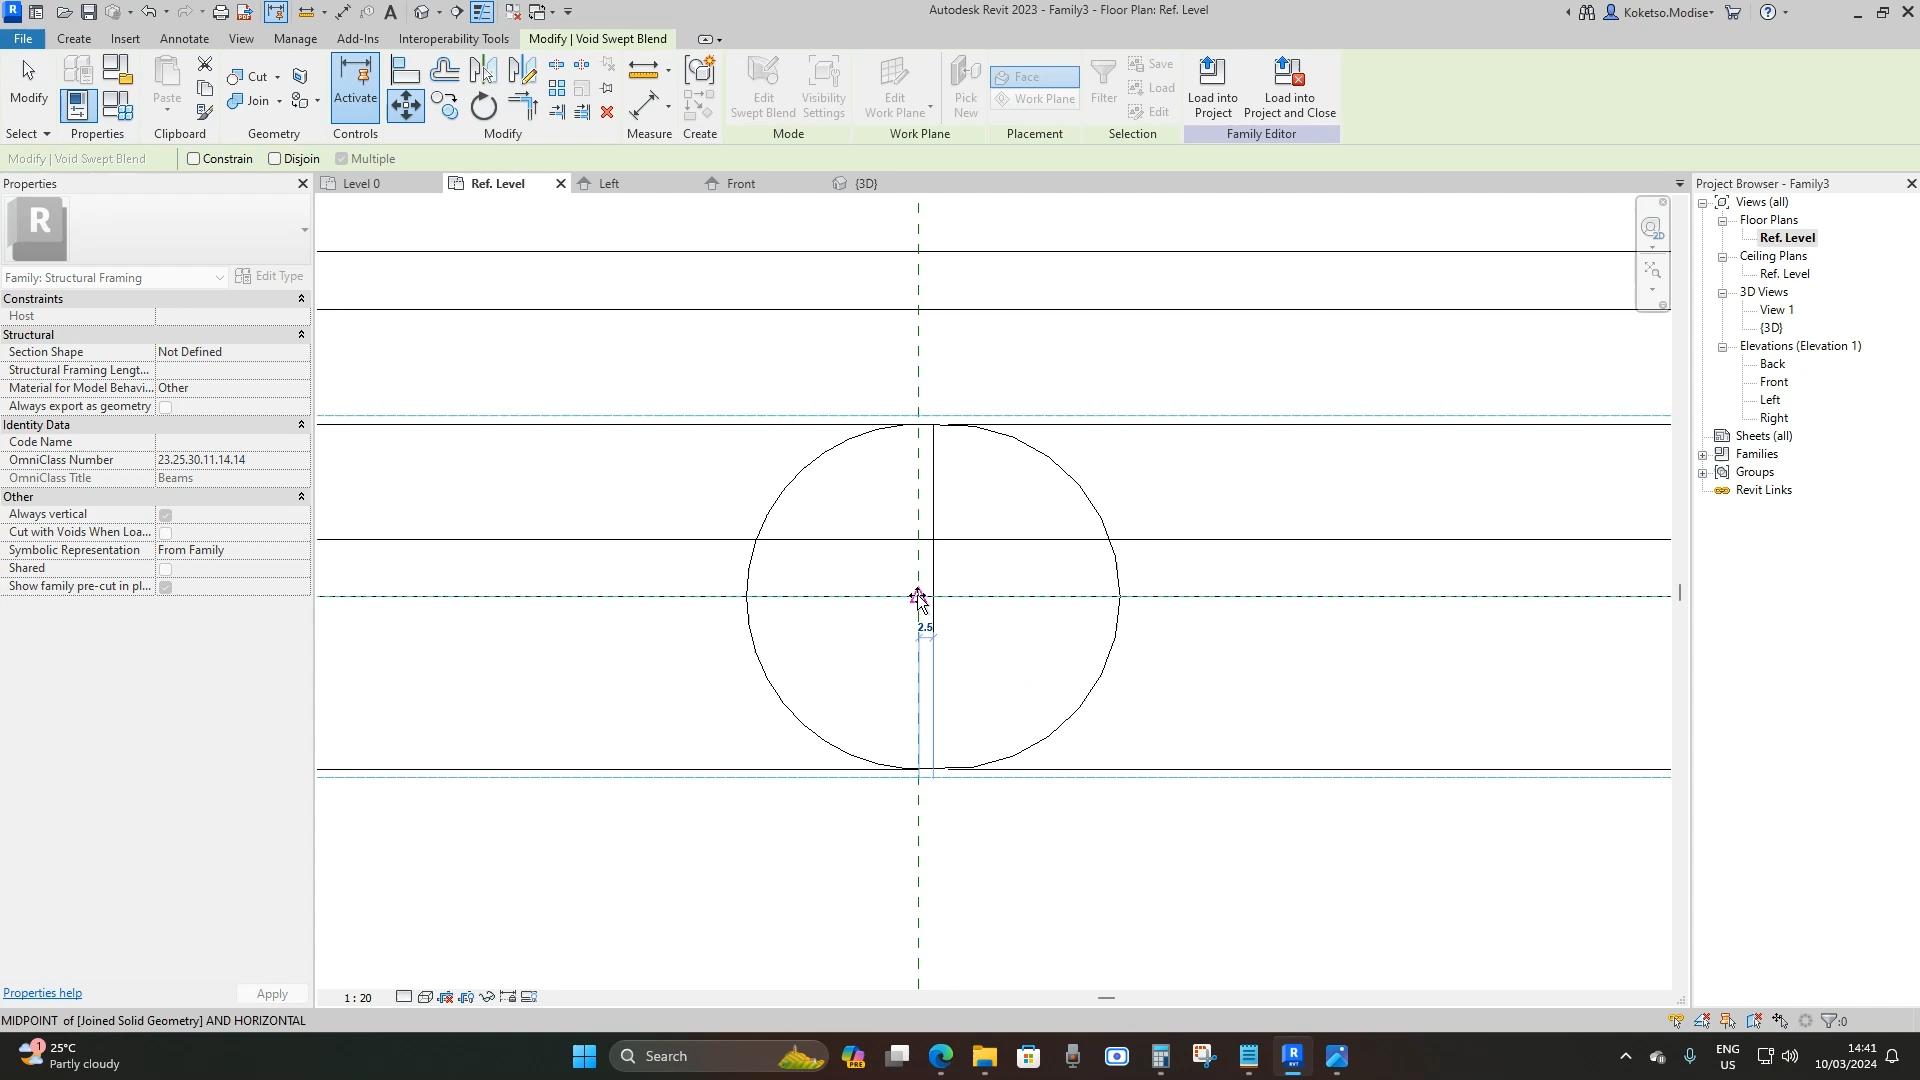 Autodesk Revit 2023 - Family3 - Floor Plan: Ref. Level
Koketso.Modise
File Create Insert Annotate View Manage Add-Ins Interoperability Tools Modify | Void Swept Blend
Modify
Paste
Cut
Join
Activate
Edit Swept Blend
Visibility Settings
Edit Work Plane
Pick New
Face
Work Plane
Filter
Save
Load
Edit
Load into Project
Load into Project and Close
Select Properties Clipboard Geometry Controls Modify Measure Create Mode Work Plane Placement Selection Family Editor
Modify | Void Swept Blend Constrain Disjoin Multiple
Properties
Level 0 Ref. Level Left Front {3D}
Project Browser - Family3
R
Family: Structural Framing Edit Type
Constraints
Host
Structural
Section Shape Not Defined
Structural Framing Lengt...
Material for Model Behavi... Other
Always export as geometry
Identity Data
Code Name
OmniClass Number 23.25.30.11.14.14
OmniClass Title Beams
Other
Always vertical
Cut with Voids When Loa...
Symbolic Representation From Family
Shared
Show family pre-cut in pl...
Properties help Apply
2.5
2D
Views (all)
Floor Plans
Ref. Level
Ceiling Plans
Ref. Level
3D Views
View 1
{3D}
Elevations (Elevation 1)
Back
Front
Left
Right
Sheets (all)
Families
Groups
Revit Links
1 : 20
MIDPOINT of [Joined Solid Geometry] AND HORIZONTAL
:0
25°C
Partly cloudy
Search
PRE
R
RVT
ENG
US
14:41
10/03/2024